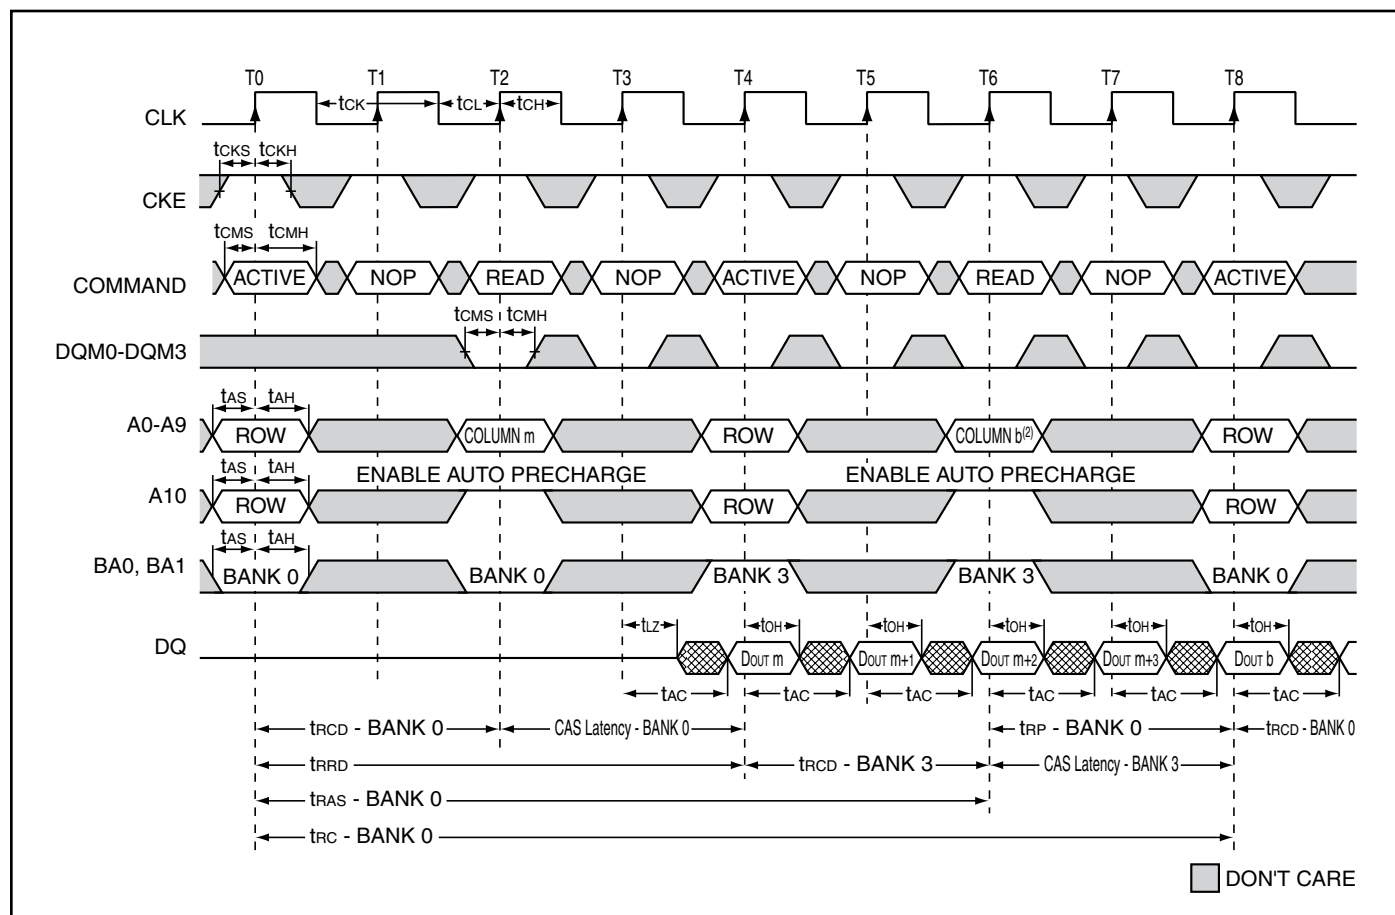 T0 T1 T2 T3 T4 T5 T6 T7 T8
CLK tCK tCL tCH
tCKS tCKH
CKE
tCMS tCMH
COMMAND ACTIVE NOP READ NOP ACTIVE NOP READ NOP ACTIVE
tCMS tCMH
DQM0-DQM3
tAS tAH
A0-A9 ROW COLUMN m ROW COLUMN b(2) ROW
tAS tAH ENABLE AUTO PRECHARGE ENABLE AUTO PRECHARGE
A10 ROW ROW ROW
tAS tAH
BA0, BA1 BANK 0 BANK 0 BANK 3 BANK 3 BANK 0
tLZ tOH tOH tOH tOH tOH
DQ DOUT m DOUT m+1 DOUT m+2 DOUT m+3 DOUT b
tAC tAC tAC tAC tAC tAC
tRCD - BANK 0 CAS Latency - BANK 0 tRP - BANK 0 tRCD - BANK 0
tRRD tRCD - BANK 3 CAS Latency - BANK 3
tRAS - BANK 0
tRC - BANK 0
DON'T CARE